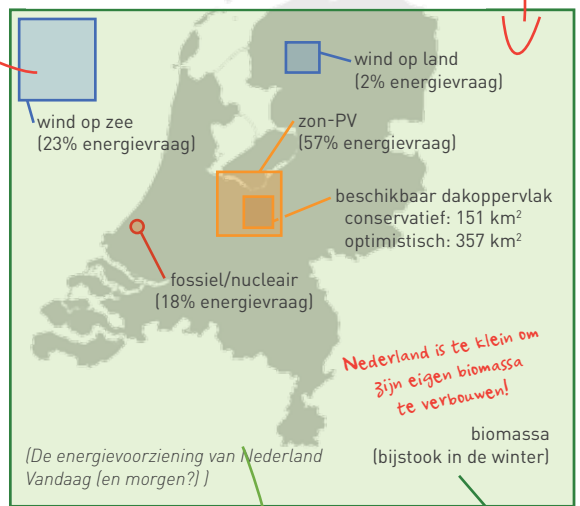 wind op land
(2% energievraag)
wind op zee
(23% energievraag)
zon-PV
(57% energievraag)
beschikbaar dakoppervlak
conservatief: 151 km²
optimistisch: 357 km²
fossiel/nucleair
(18% energievraag)
Nederland is te klein om
zijn eigen biomassa
te verbouwen!
biomassa
(bijstook in de winter)
(De energievoorziening van Nederland
Vandaag (en morgen?) )